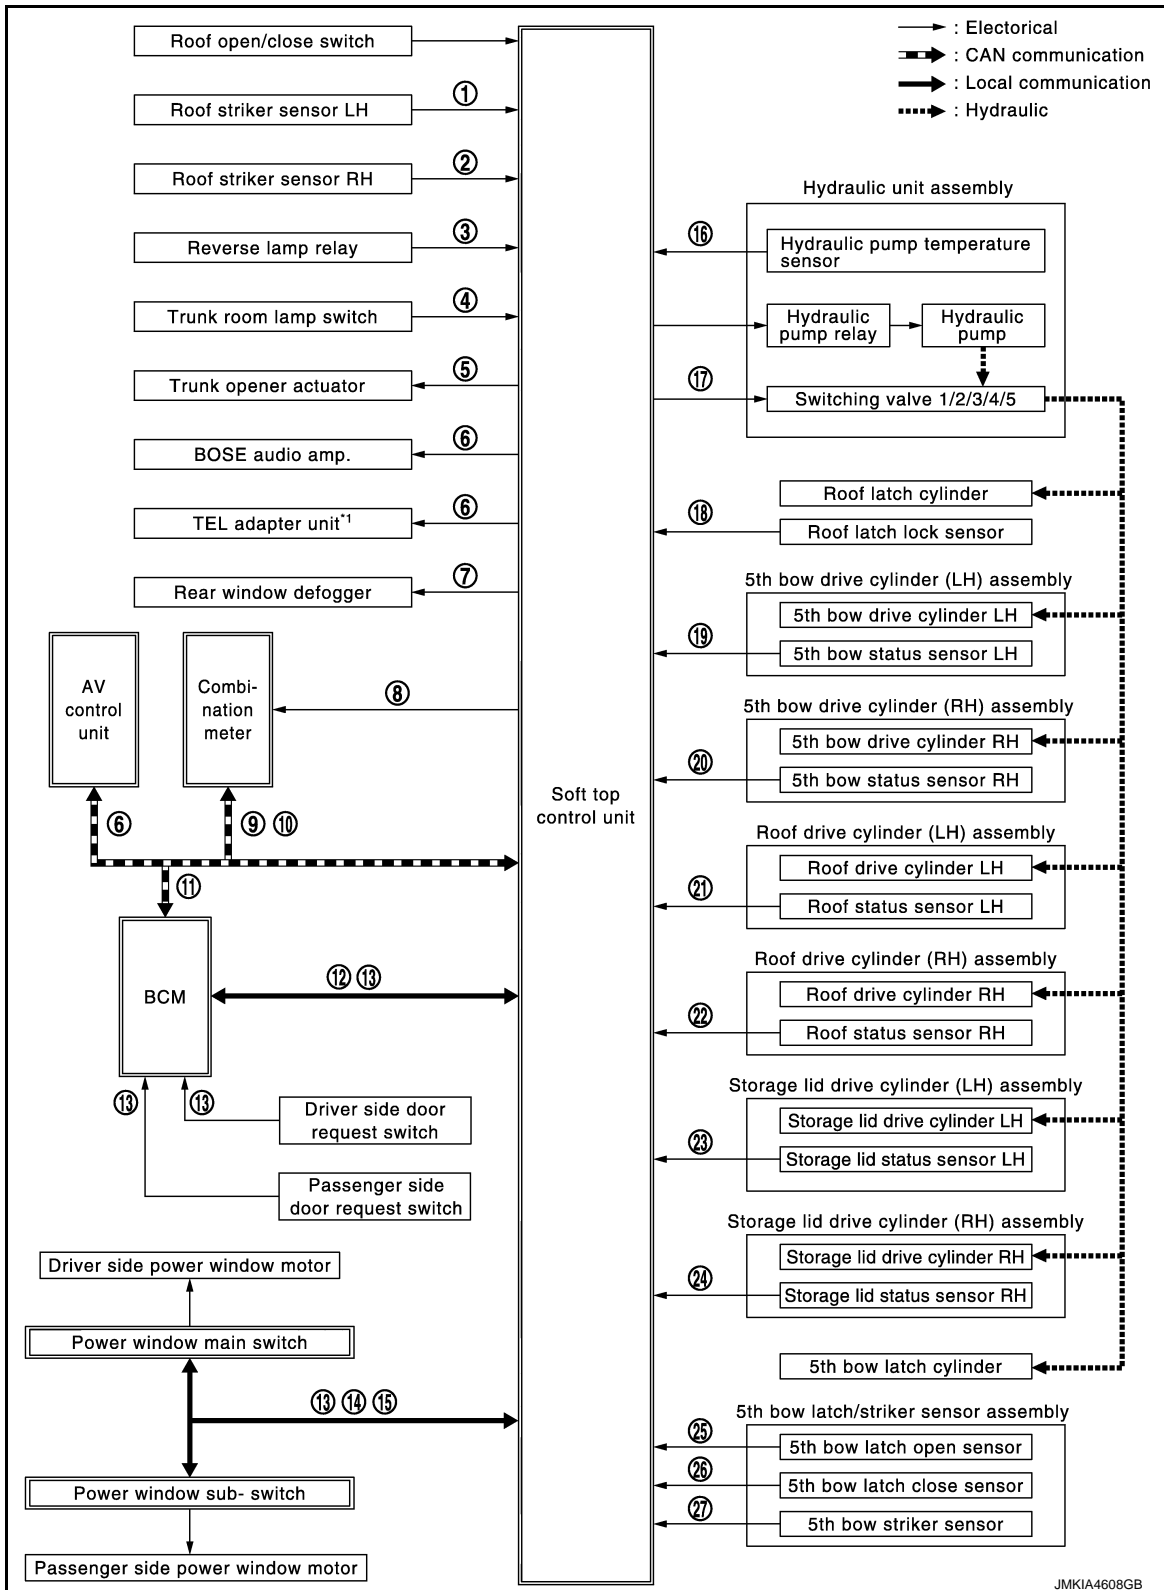 Roof open/close switch
Roof striker sensor LH
①
Roof striker sensor RH
②
Reverse lamp relay
③
Trunk room lamp switch
④
Trunk opener actuator
⑤
BOSE audio amp.
⑥
TEL adapter unit*1
⑥
Rear window defogger
⑦
AV
control
unit
Combi-
nation
meter
⑧
⑥
⑨ ⑩
⑪
BCM
⑫ ⑬
⑬
⑬
Driver side door
request switch
Passenger side
door request switch
Driver side power window motor
Power window main switch
⑬ ⑭ ⑮
Power window sub- switch
Passenger side power window motor
Soft top
control unit
: Electorical
: CAN communication
: Local communication
: Hydraulic
Hydraulic unit assembly
⑯
Hydraulic pump temperature
sensor
Hydraulic
pump relay
Hydraulic
pump
⑰
Switching valve 1/2/3/4/5
Roof latch cylinder
⑱
Roof latch lock sensor
5th bow drive cylinder (LH) assembly
5th bow drive cylinder LH
⑲
5th bow status sensor LH
5th bow drive cylinder (RH) assembly
5th bow drive cylinder RH
⑳
5th bow status sensor RH
Roof drive cylinder (LH) assembly
Roof drive cylinder LH
㉑
Roof status sensor LH
Roof drive cylinder (RH) assembly
Roof drive cylinder RH
㉒
Roof status sensor RH
Storage lid drive cylinder (LH) assembly
Storage lid drive cylinder LH
㉓
Storage lid status sensor LH
Storage lid drive cylinder (RH) assembly
Storage lid drive cylinder RH
㉔
Storage lid status sensor RH
5th bow latch cylinder
5th bow latch/striker sensor assembly
㉕
5th bow latch open sensor
㉖
5th bow latch close sensor
㉗
5th bow striker sensor
JMKIA4608GB